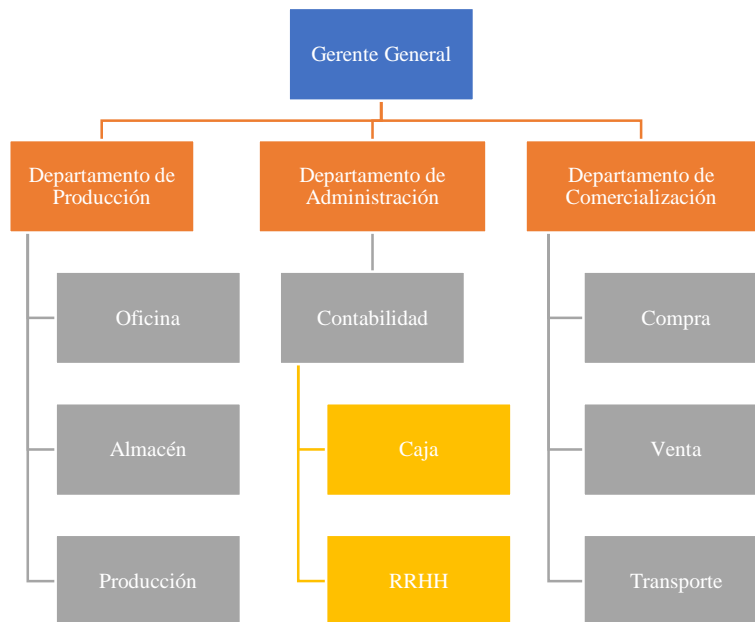 Gerente General
Departamento de
Producción
Departamento de
Administración
Departamento de
Comercialización
Oficina
Contabilidad
Compra
Almacén
Caja
Venta
Producción
RRHH
Transporte